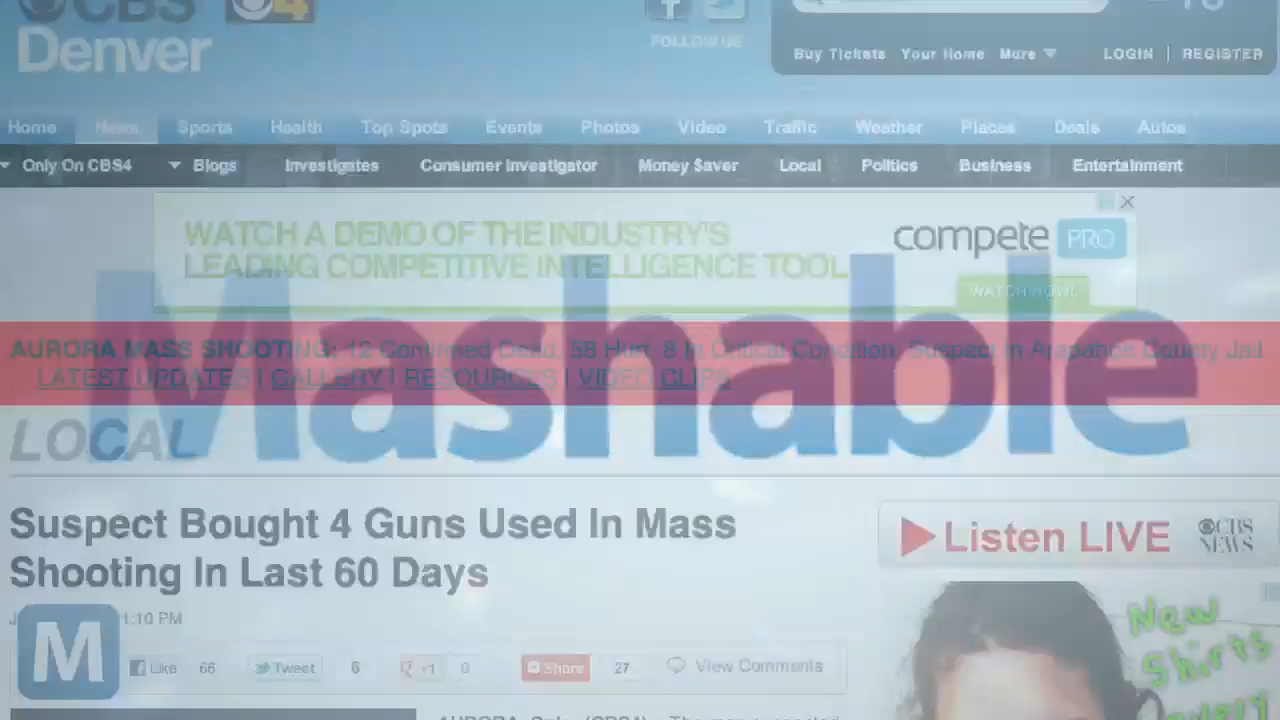 CBS 4
Denver
FOLLOW US
Buy Tickets Your Home More LOGIN | REGISTER
Home News Sports Health Top Spots Events Photos Video Traffic Weather Places Deals Autos
Only On CBS4 Blogs Investigates Consumer Investigator Money $aver Local Politics Business Entertainment
WATCH A DEMO OF THE INDUSTRY'S
LEADING COMPETITIVE INTELLIGENCE TOOL
compete PRO
WATCH NOW!
Mashable
AURORA MASS SHOOTING: 12 Confirmed Dead, 58 Hurt, 8 In Critical Condition, Suspect In Arapahoe County Jail
LATEST UPDATES | GALLERY | RESOURCES | VIDEO CLIPS
LOCAL
Suspect Bought 4 Guns Used In Mass
Shooting In Last 60 Days
Listen LIVE CBS NEWS
1:10 PM
M
Like 66 Tweet 6 +1 0 Share 27 View Comments
New
Shirts